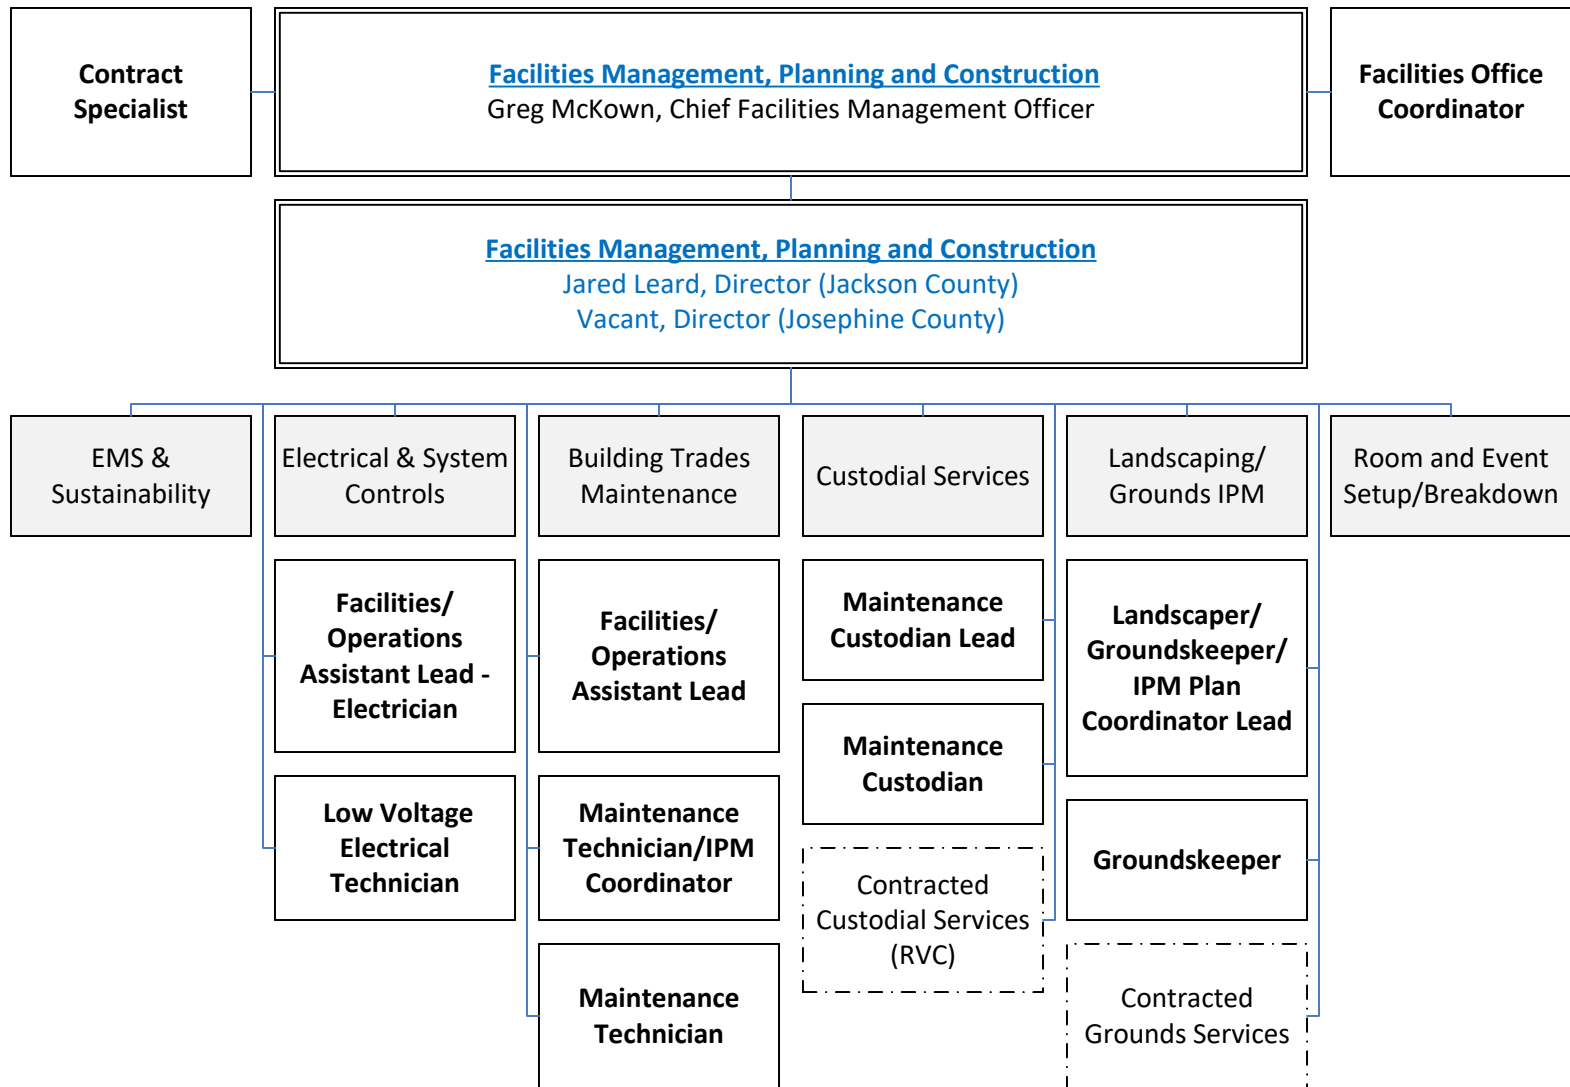 Contract
Specialist
Facilities Management, Planning and Construction
Greg McKown, Chief Facilities Management Officer
Facilities Office
Coordinator
Facilities Management, Planning and Construction
Jared Leard, Director (Jackson County)
Vacant, Director (Josephine County)
EMS &
Sustainability
Electrical & System
Controls
Building Trades
Maintenance
Custodial Services
Landscaping/
Grounds IPM
Room and Event
Setup/Breakdown
Facilities/
Operations
Assistant Lead -
Electrician
Low Voltage
Electrical
Technician
Facilities/
Operations
Assistant Lead
Maintenance
Technician/IPM
Coordinator
Maintenance
Technician
Maintenance
Custodian Lead
Maintenance
Custodian
Contracted
Custodial Services
(RVC)
Landscaper/
Groundskeeper/
IPM Plan
Coordinator Lead
Groundskeeper
Contracted
Grounds Services